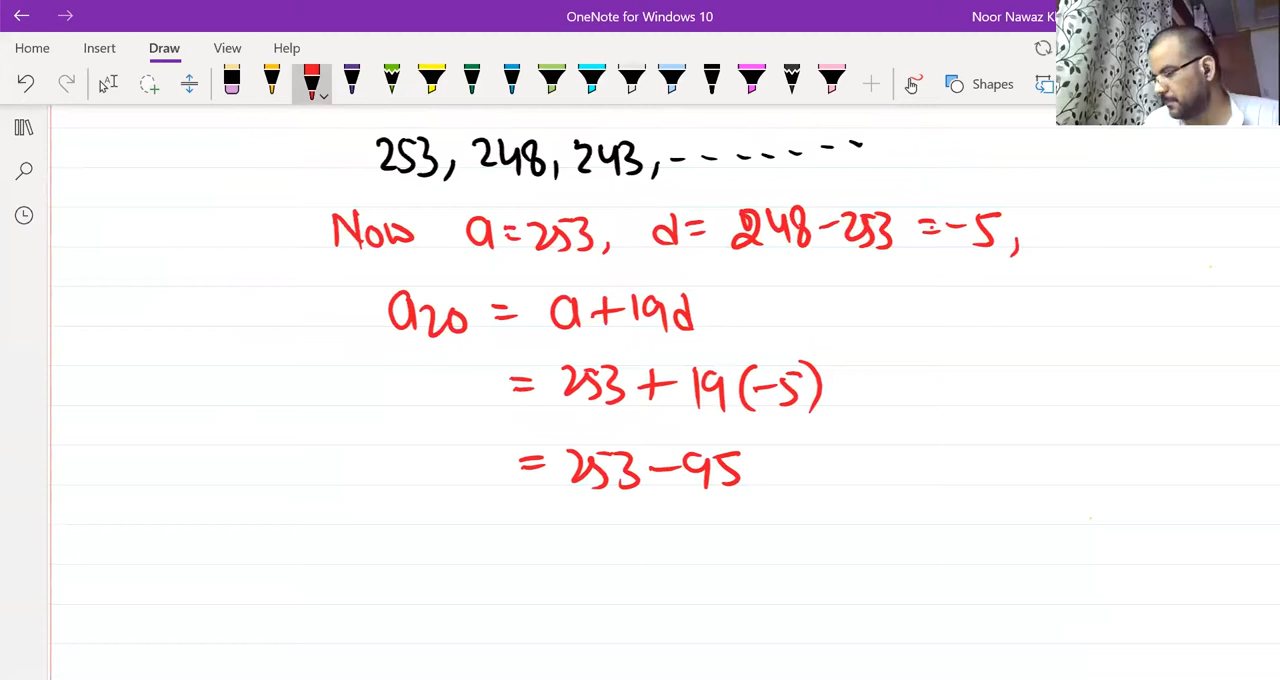 OneNote for Windows 10
Noor Nawaz
Home Insert Draw View Help
Shapes
253, 248, 243, - - - - - - - -
Now a = 253, d = 248 - 253 = -5,
a20 = a + 19d
= 253 + 19(-5)
= 253 - 95